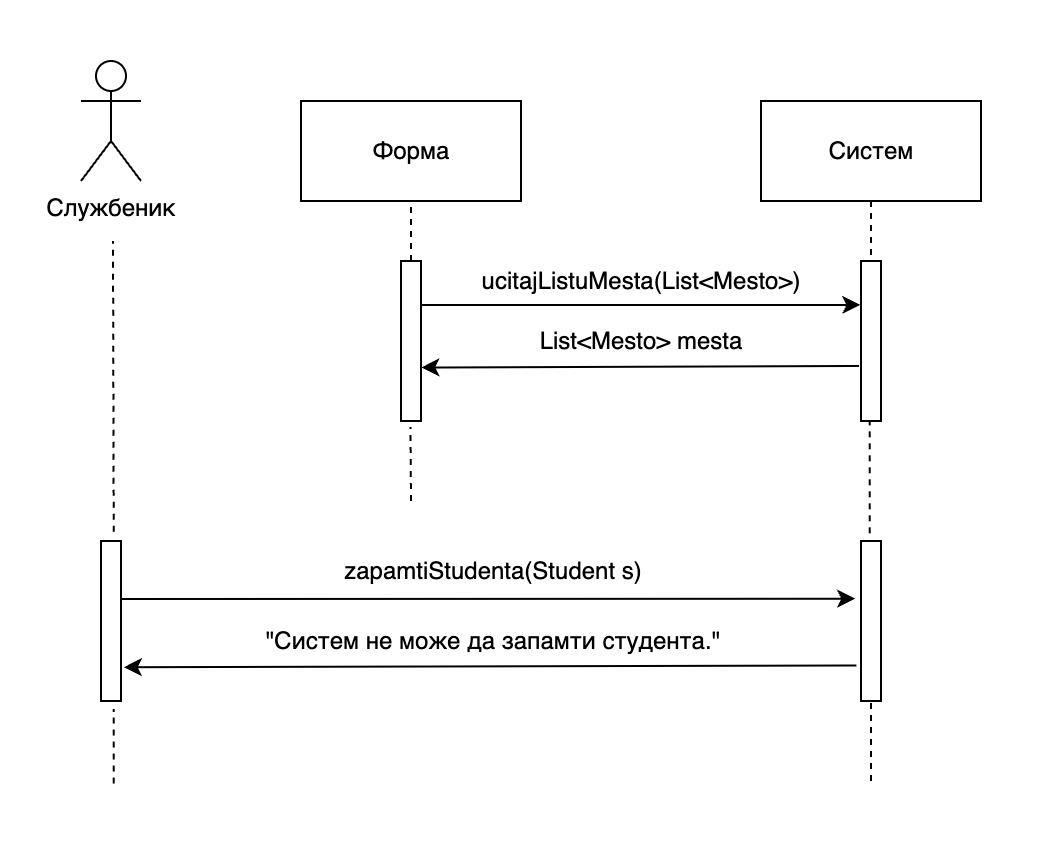 Службеник
Форма
Систем
ucitajListuMesta(List<Mesto>)
List<Mesto> mesta
zapamtiStudenta(Student s)
"Систем не може да запамти студента."